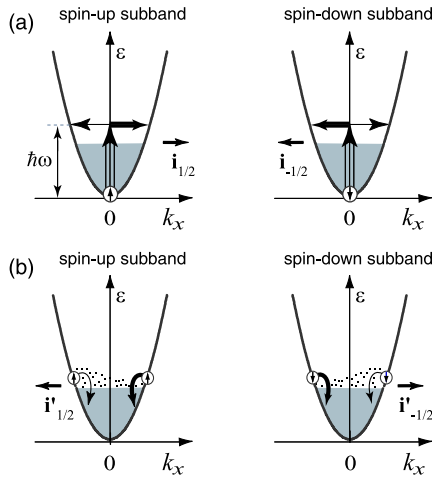 (a) spin-up subband spin-down subband
ε ε
ħω i1/2 i-1/2
0 kx 0 kx
(b) spin-up subband spin-down subband
ε ε
i'1/2 i'-1/2
0 kx 0 kx